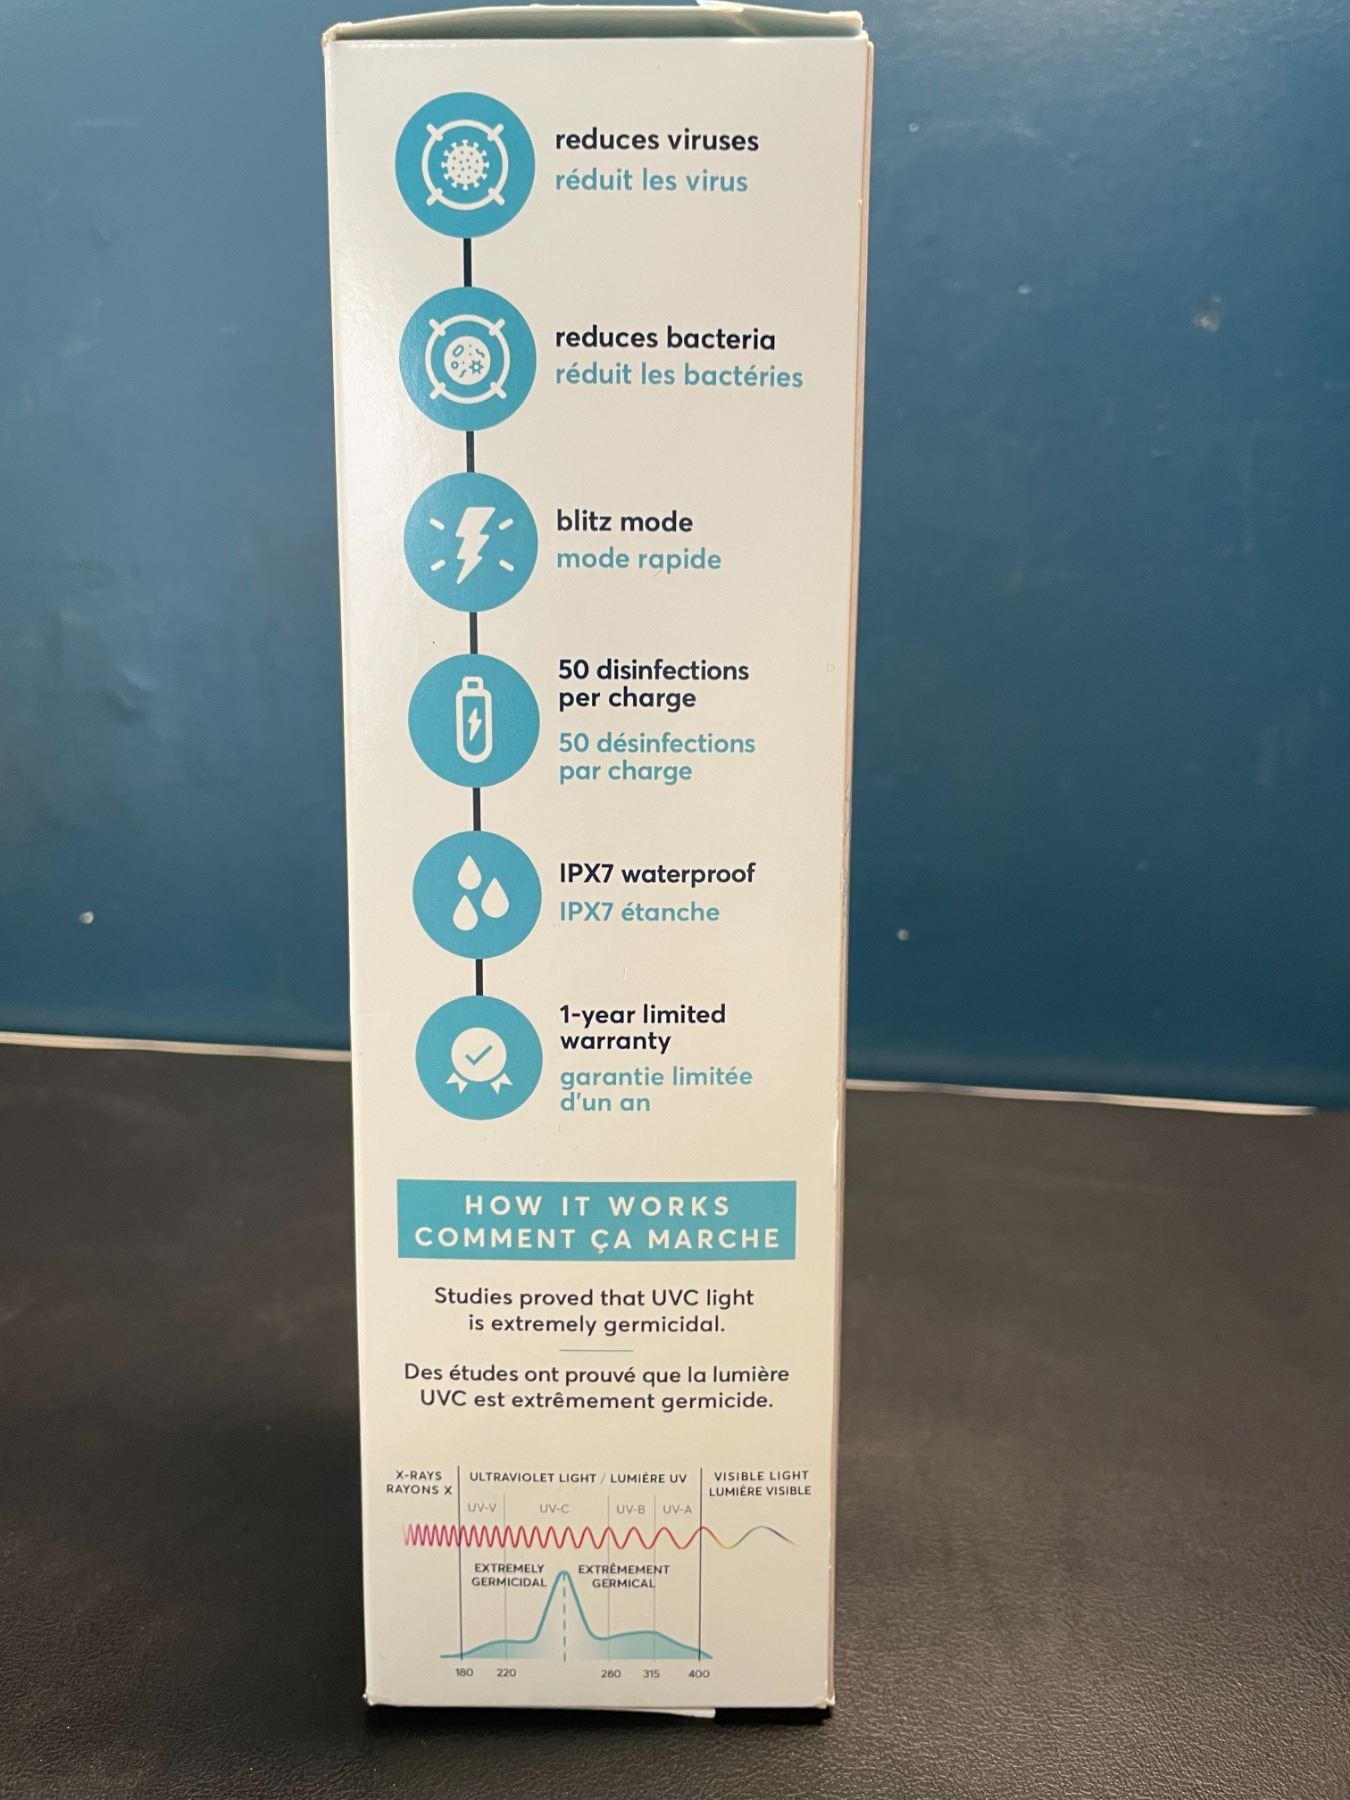 reduces viruses
réduit les virus
reduces bacteria
réduit les bactéries
blitz mode
mode rapide
50 disinfections
per charge
50 désinfections
par charge
IPX7 waterproof
IPX7 étanche
1-year limited
warranty
garantie limitée
d'un an
HOW IT WORKS
COMMENT ÇA MARCHE
Studies proved that UVC light
is extremely germicidal.
Des études ont prouvé que la lumière
UVC est extrêmement germicide.
X-RAYS
RAYONS X
ULTRAVIOLET LIGHT / LUMIÈRE UV
VISIBLE LIGHT
LUMIÈRE VISIBLE
UV-V UV-C UV-B UV-A
EXTREMELY
GERMICIDAL
EXTRÊMEMENT
GERMICAL
180 220 280 315 400